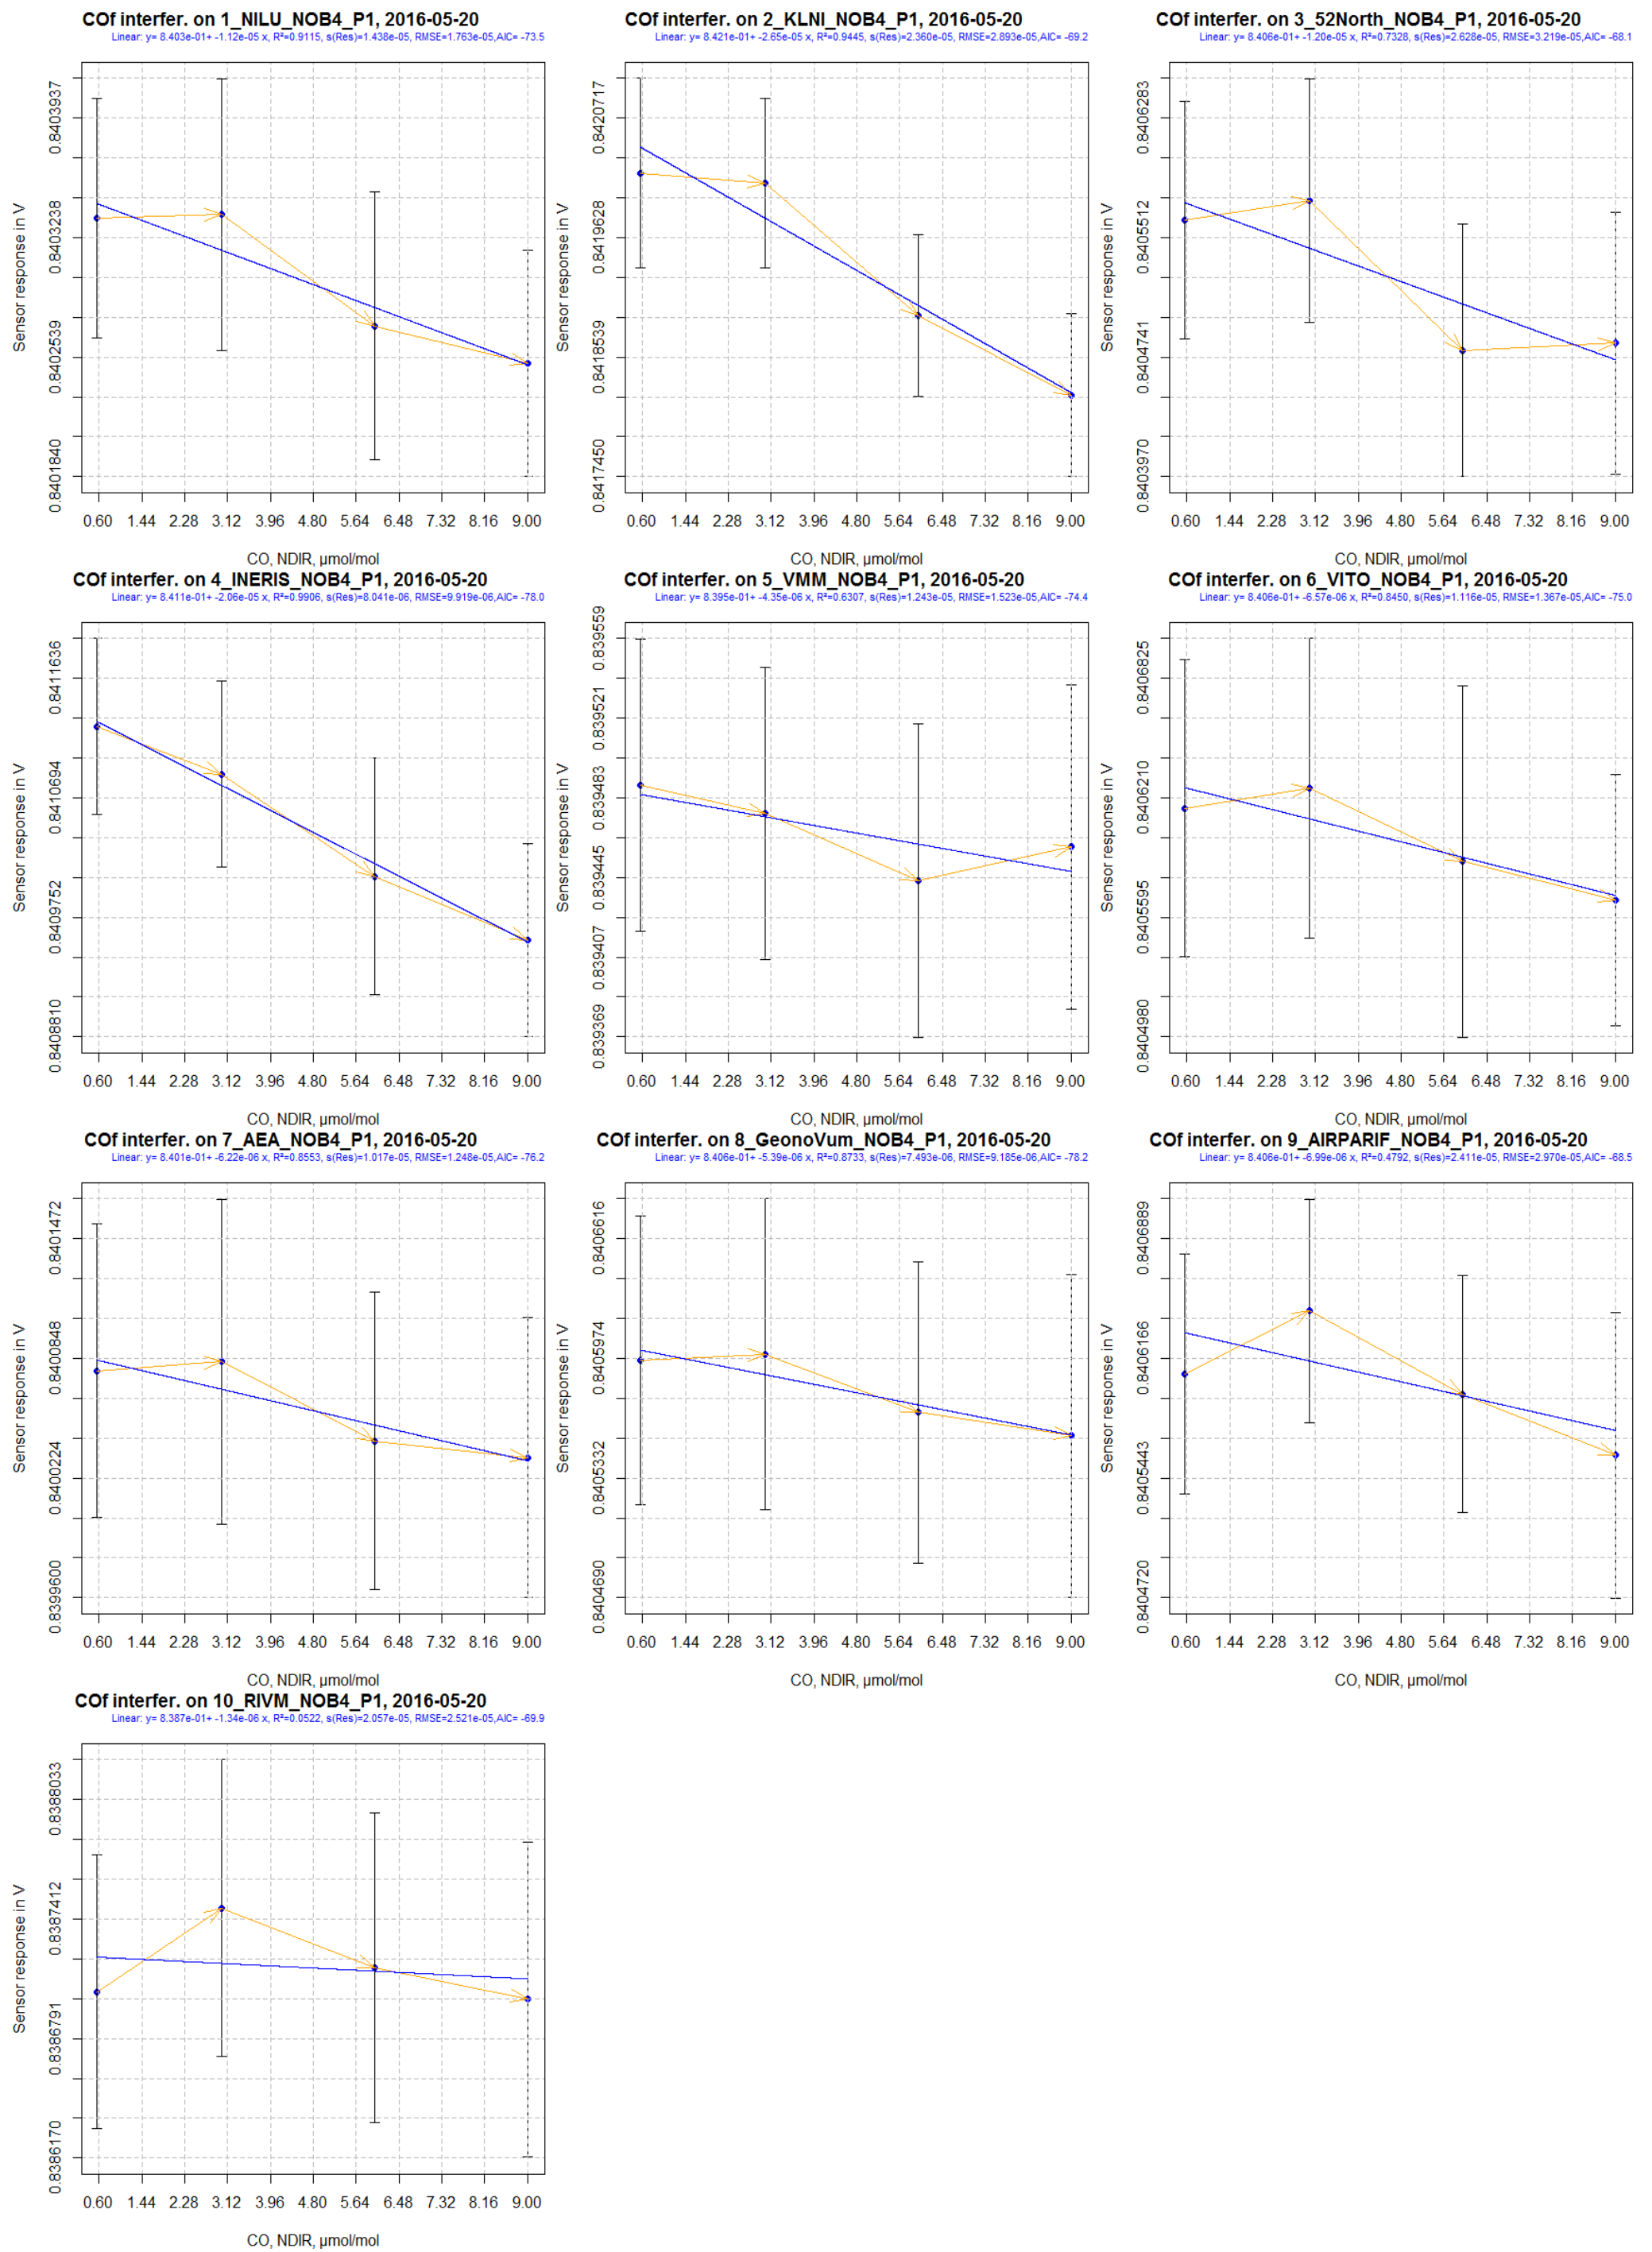 COf interfer. on 1_NILU_NOB4_P1, 2016-05-20
Linear: y= 8.403e-01+ -1.12e-05 x, R²=0.9115, s(Res)=1.438e-05, RMSE=1.763e-05,AIC= -73.5
Sensor response in V
0.8403937
0.8403238
0.8402539
0.8401840
0.60 1.44 2.28 3.12 3.96 4.80 5.64 6.48 7.32 8.16 9.00
CO, NDIR, µmol/mol
COf interfer. on 2_KLNI_NOB4_P1, 2016-05-20
Linear: y= 8.421e-01+ -2.65e-05 x, R²=0.9445, s(Res)=2.360e-05, RMSE=2.893e-05,AIC= -69.2
Sensor response in V
0.8420717
0.8419628
0.8418539
0.8417450
0.60 1.44 2.28 3.12 3.96 4.80 5.64 6.48 7.32 8.16 9.00
CO, NDIR, µmol/mol
COf interfer. on 3_52North_NOB4_P1, 2016-05-20
Linear: y= 8.406e-01+ -1.20e-05 x, R²=0.7328, s(Res)=2.628e-05, RMSE=3.219e-05,AIC= -68.1
Sensor response in V
0.8406283
0.8405512
0.8404741
0.8403970
0.60 1.44 2.28 3.12 3.96 4.80 5.64 6.48 7.32 8.16 9.00
CO, NDIR, µmol/mol
COf interfer. on 4_INERIS_NOB4_P1, 2016-05-20
Linear: y= 8.411e-01+ -2.06e-05 x, R²=0.9906, s(Res)=8.041e-06, RMSE=9.919e-06,AIC= -78.0
Sensor response in V
0.8411636
0.8410694
0.8409752
0.8408810
0.60 1.44 2.28 3.12 3.96 4.80 5.64 6.48 7.32 8.16 9.00
CO, NDIR, µmol/mol
COf interfer. on 5_VMM_NOB4_P1, 2016-05-20
Linear: y= 8.395e-01+ -4.35e-06 x, R²=0.6307, s(Res)=1.243e-05, RMSE=1.523e-05,AIC= -74.4
Sensor response in V
0.839559
0.839521
0.839483
0.839445
0.839407
0.839369
0.60 1.44 2.28 3.12 3.96 4.80 5.64 6.48 7.32 8.16 9.00
CO, NDIR, µmol/mol
COf interfer. on 6_VITO_NOB4_P1, 2016-05-20
Linear: y= 8.406e-01+ -6.57e-06 x, R²=0.8450, s(Res)=1.116e-05, RMSE=1.367e-05,AIC= -75.0
Sensor response in V
0.8406825
0.8406210
0.8405595
0.8404980
0.60 1.44 2.28 3.12 3.96 4.80 5.64 6.48 7.32 8.16 9.00
CO, NDIR, µmol/mol
COf interfer. on 7_AEA_NOB4_P1, 2016-05-20
Linear: y= 8.401e-01+ -6.22e-06 x, R²=0.8553, s(Res)=1.017e-05, RMSE=1.248e-05,AIC= -76.2
Sensor response in V
0.8401472
0.8400848
0.8400224
0.8399600
0.60 1.44 2.28 3.12 3.96 4.80 5.64 6.48 7.32 8.16 9.00
CO, NDIR, µmol/mol
COf interfer. on 8_GeonoVum_NOB4_P1, 2016-05-20
Linear: y= 8.406e-01+ -5.39e-06 x, R²=0.8733, s(Res)=7.493e-06, RMSE=9.185e-06,AIC= -78.2
Sensor response in V
0.8406616
0.8405974
0.8405332
0.8404690
0.60 1.44 2.28 3.12 3.96 4.80 5.64 6.48 7.32 8.16 9.00
CO, NDIR, µmol/mol
COf interfer. on 9_AIRPARIF_NOB4_P1, 2016-05-20
Linear: y= 8.406e-01+ -6.99e-06 x, R²=0.4792, s(Res)=2.411e-05, RMSE=2.970e-05,AIC= -68.5
Sensor response in V
0.8406889
0.8406166
0.8405443
0.8404720
0.60 1.44 2.28 3.12 3.96 4.80 5.64 6.48 7.32 8.16 9.00
CO, NDIR, µmol/mol
COf interfer. on 10_RIVM_NOB4_P1, 2016-05-20
Linear: y= 8.387e-01+ -1.34e-06 x, R²=0.0522, s(Res)=2.057e-05, RMSE=2.521e-05,AIC= -69.9
Sensor response in V
0.8388033
0.8387412
0.8386791
0.8386170
0.60 1.44 2.28 3.12 3.96 4.80 5.64 6.48 7.32 8.16 9.00
CO, NDIR, µmol/mol